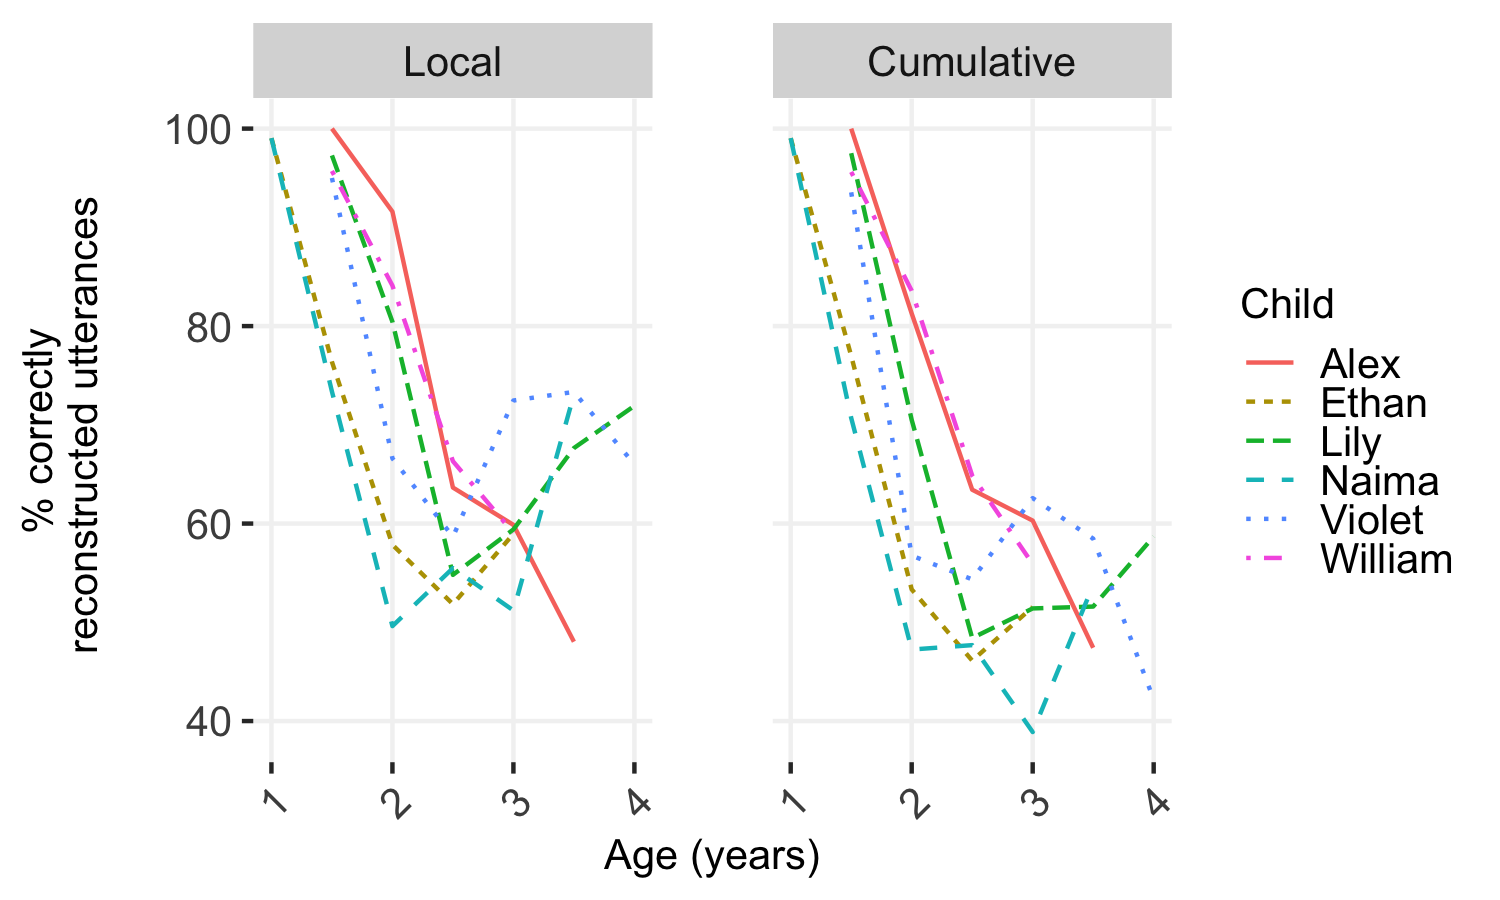 Local
Cumulative
% correctly
reconstructed utterances
100
80
60
40
1 2 3 4
1 2 3 4
Age (years)
Child
Alex
Ethan
Lily
Naima
Violet
William